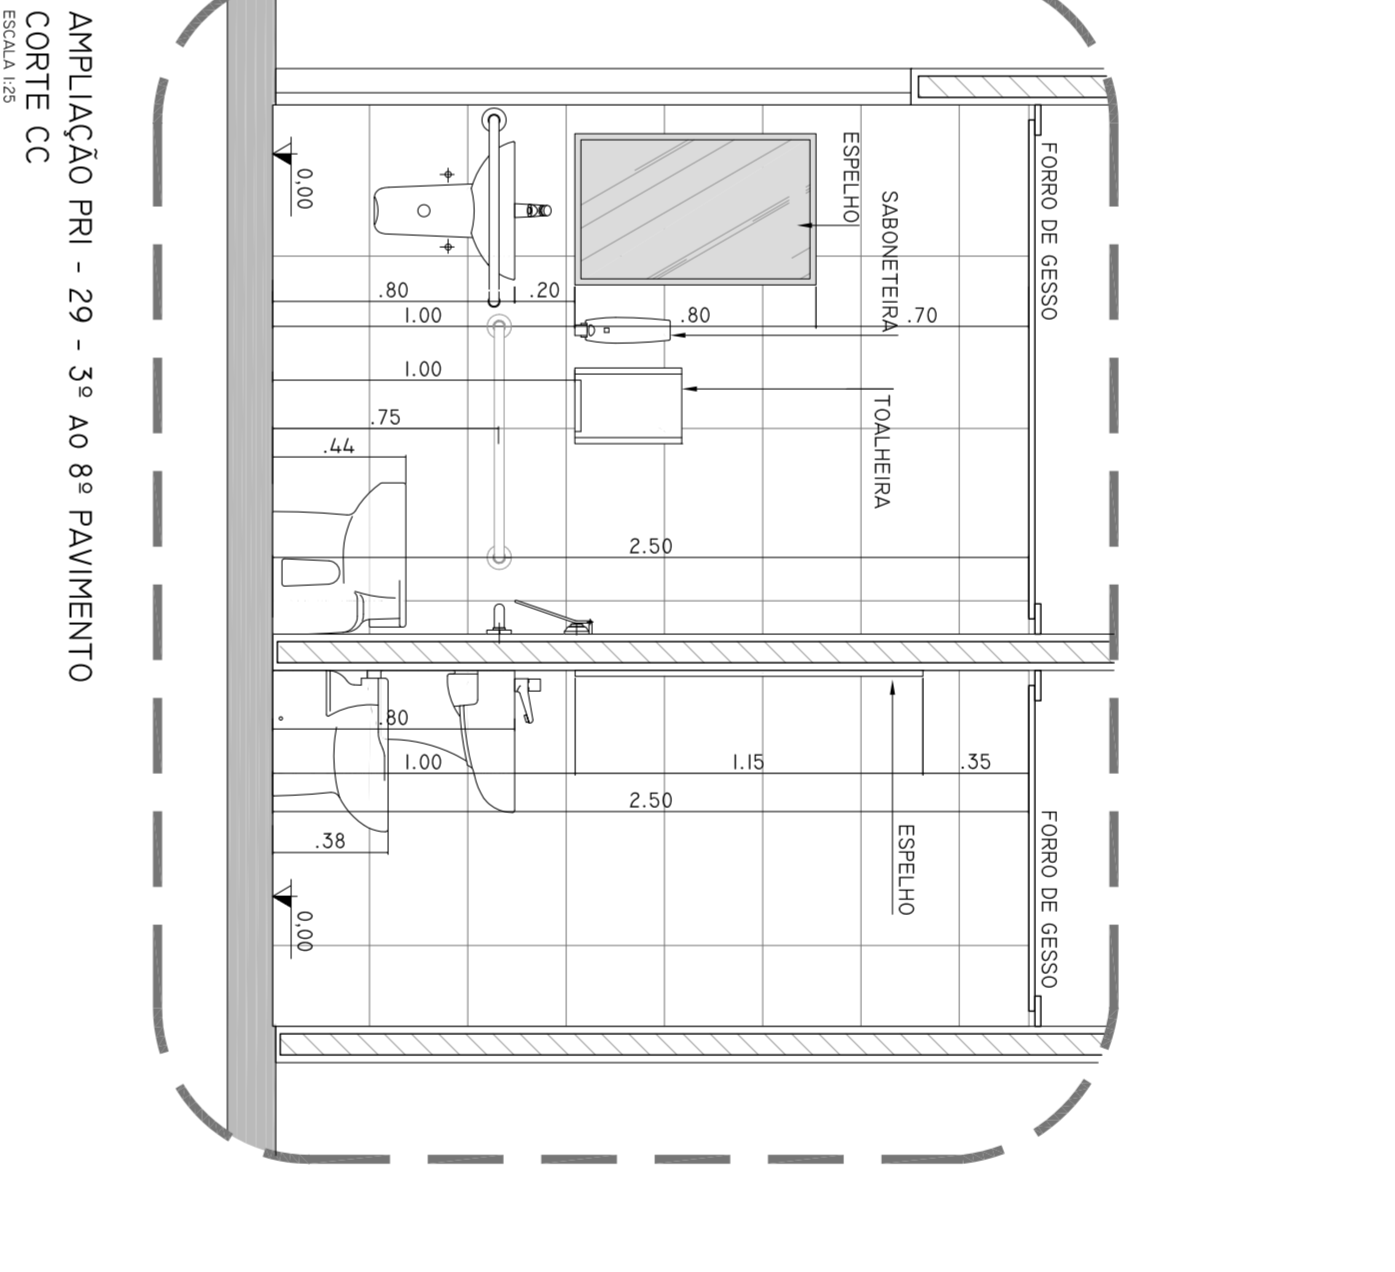 FORRO DE GESSO
FORRO DE GESSO
ESPELHO
SABONETEIRA
TOALHEIRA
ESPELHO
.70
.80
.20
.80
1.00
1.00
.75
.44
2.50
.35
1.15
1.00
.80
2.50
.38
0,00
0,00
AMPLIAÇÃO PRI - 29 - 3º AO 8º PAVIMENTO
CORTE CC
ESCALA 1:25